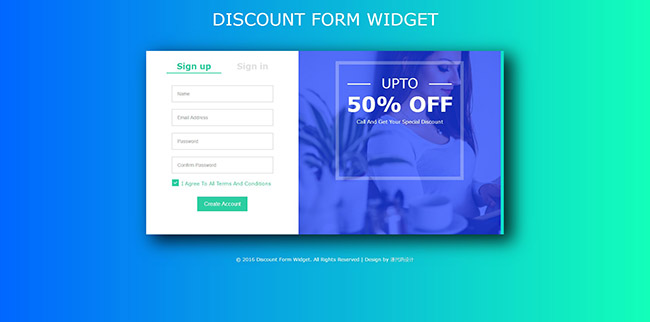 DISCOUNT FORM WIDGET
Sign up Sign in
Name
Email Address
Password
Confirm Password
I Agree To All Terms And Conditions
Create Account
UPTO
50% OFF
Call And Get Your Special Discount
© 2016 Discount Form Widget. All Rights Reserved | Design by